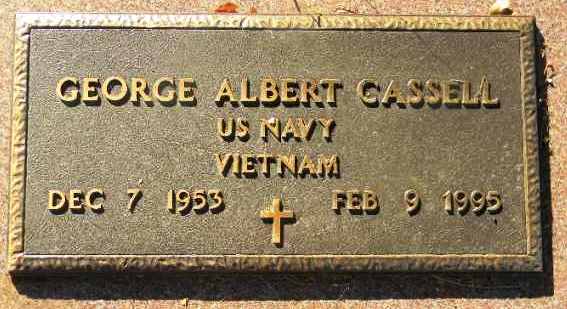 GEORGE ALBERT CASSELL
US NAVY
VIETNAM
DEC 7 1953 FEB 9 1995